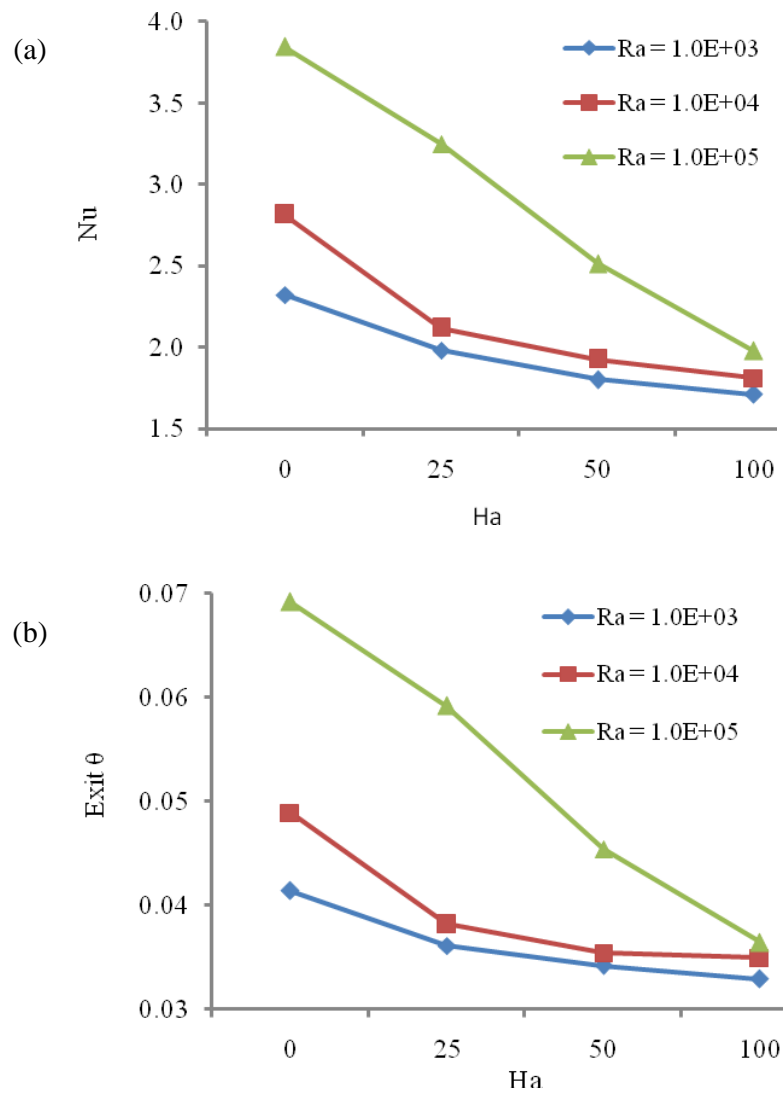 (a)
4.0
3.5
3.0
2.5
2.0
1.5
Nu
Ra = 1.0E+03
Ra = 1.0E+04
Ra = 1.0E+05
0 25 50 100
Ha
(b)
0.07
0.06
0.05
0.04
0.03
Exit θ
Ra = 1.0E+03
Ra = 1.0E+04
Ra = 1.0E+05
0 25 50 100
Ha